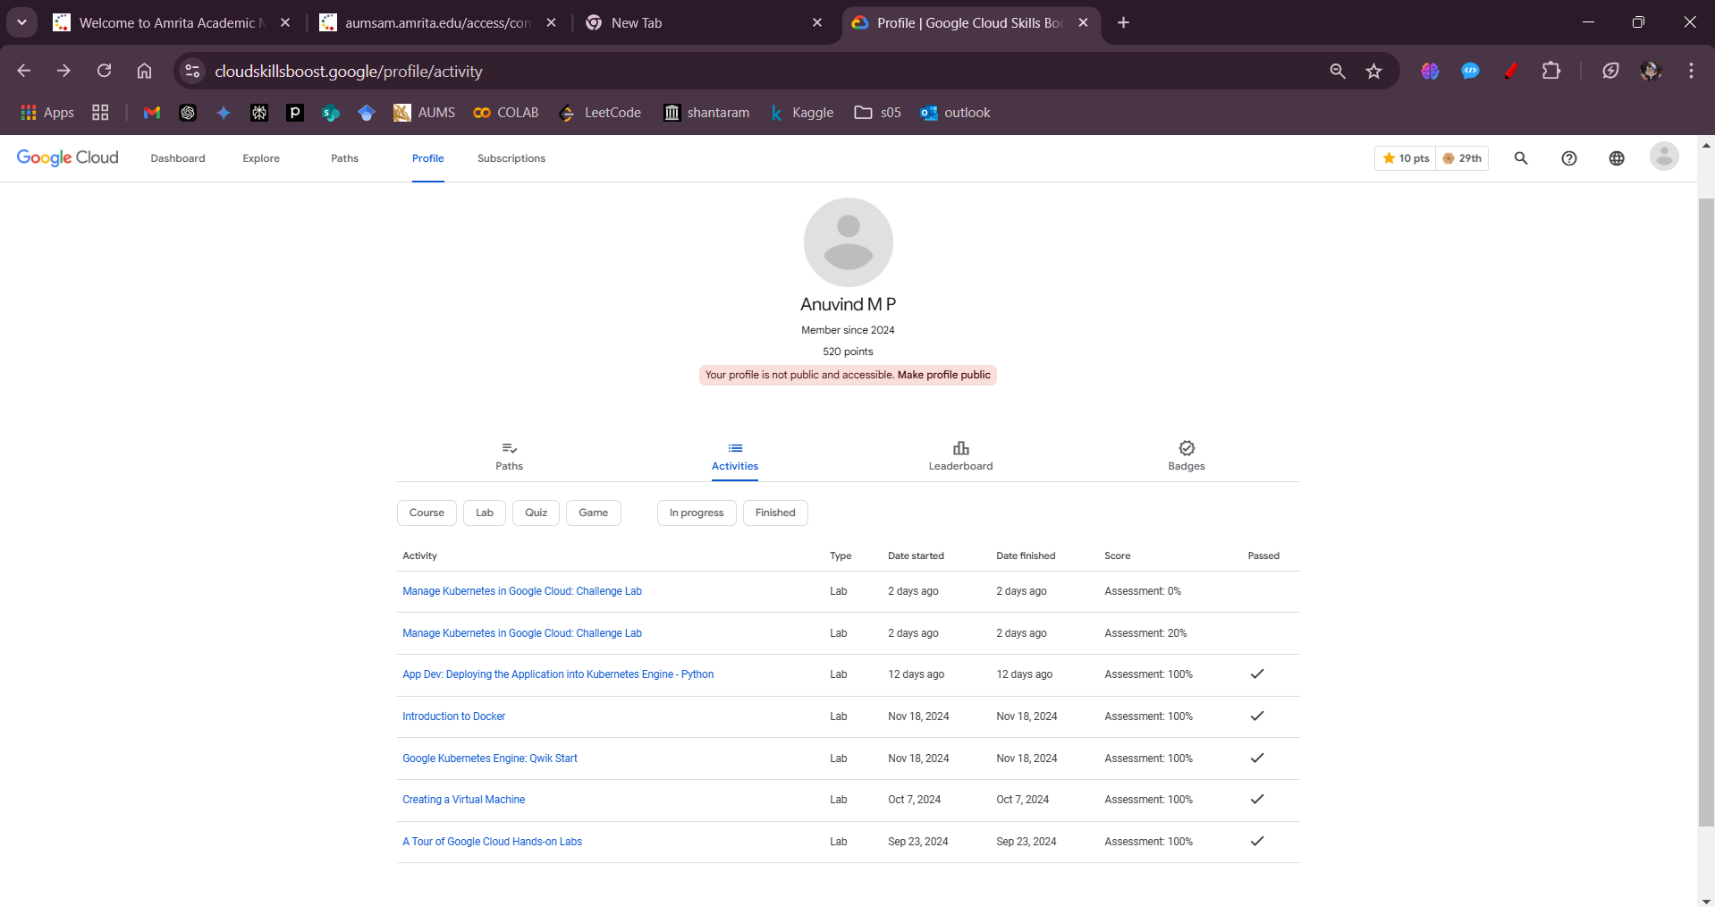 Welcome to Amrita Academic
aumsam.amrita.edu/access/con
New Tab
Profile | Google Cloud Skills Bo
cloudskillsboost.google/profile/activity
Apps
AUMS
COLAB
LeetCode
shantaram
Kaggle
s05
outlook
Google Cloud
Dashboard
Explore
Paths
Profile
Subscriptions
10 pts
29th
Anuvind M P
Member since 2024
520 points
Your profile is not public and accessible. Make profile public
Paths
Activities
Leaderboard
Badges
Course
Lab
Quiz
Game
In progress
Finished
Activity Type Date started Date finished Score Passed
Manage Kubernetes in Google Cloud: Challenge Lab Lab 2 days ago 2 days ago Assessment: 0%
Manage Kubernetes in Google Cloud: Challenge Lab Lab 2 days ago 2 days ago Assessment: 20%
App Dev: Deploying the Application into Kubernetes Engine - Python Lab 12 days ago 12 days ago Assessment: 100%
Introduction to Docker Lab Nov 18, 2024 Nov 18, 2024 Assessment: 100%
Google Kubernetes Engine: Qwik Start Lab Nov 18, 2024 Nov 18, 2024 Assessment: 100%
Creating a Virtual Machine Lab Oct 7, 2024 Oct 7, 2024 Assessment: 100%
A Tour of Google Cloud Hands-on Labs Lab Sep 23, 2024 Sep 23, 2024 Assessment: 100%